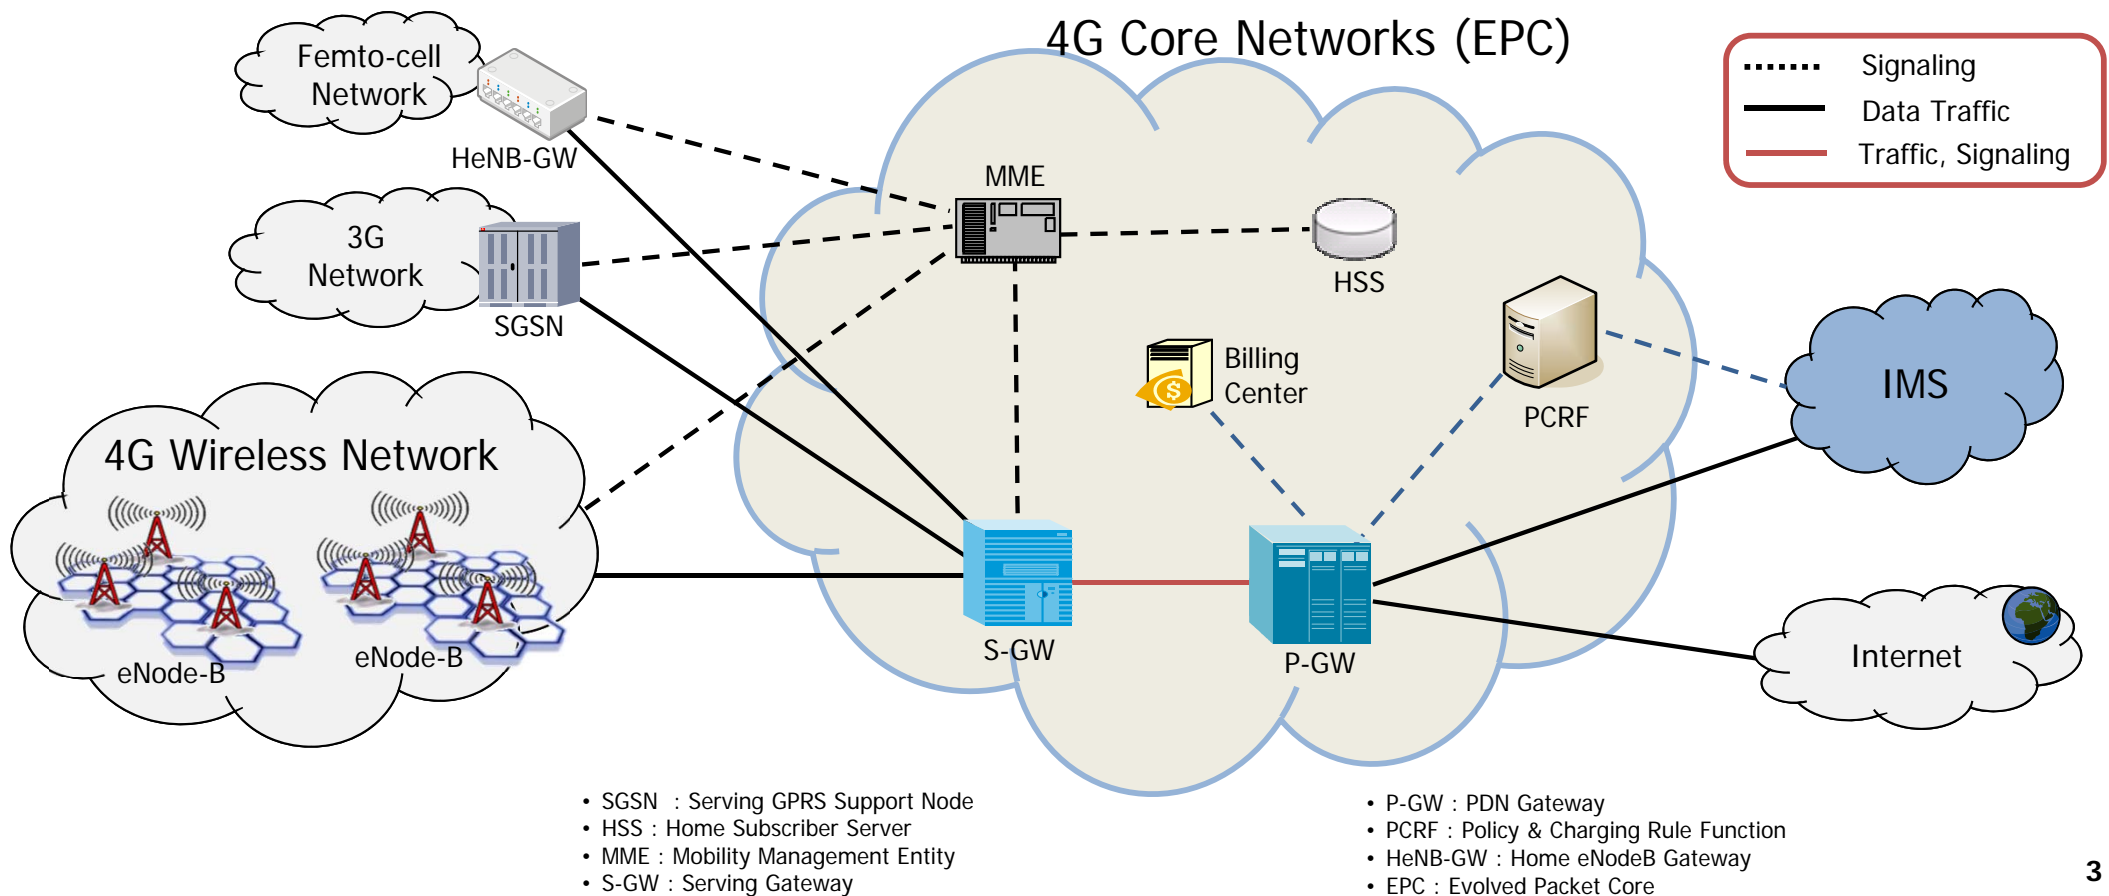 4G Core Networks (EPC)
Femto-cell
Network
HeNB-GW
3G
Network
SGSN
4G Wireless Network
eNode-B
eNode-B
MME
HSS
Billing
Center
$
PCRF
S-GW
P-GW
IMS
Internet
Signaling
Data Traffic
Traffic, Signaling
• SGSN : Serving GPRS Support Node
• HSS : Home Subscriber Server
• MME : Mobility Management Entity
• S-GW : Serving Gateway
• P-GW : PDN Gateway
• PCRF : Policy & Charging Rule Function
• HeNB-GW : Home eNodeB Gateway
• EPC : Evolved Packet Core
3